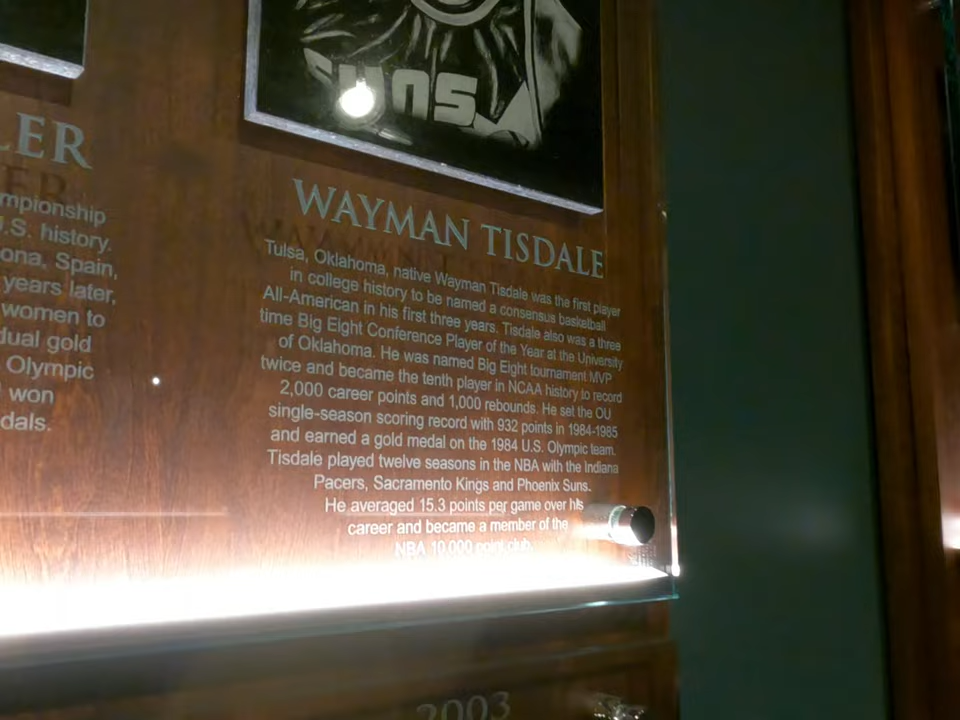 SUNS
LER
mpionship
U.S. history.
ona, Spain,
years later,
women to
dual gold
Olympic
won
dals.
WAYMAN TISDALE
Tulsa, Oklahoma, native Wayman Tisdale was the first player
in college history to be named a consensus basketball
All-American in his first three years. Tisdale also was a three
time Big Eight Conference Player of the Year at the University
of Oklahoma. He was named Big Eight tournament MVP
twice and became the tenth player in NCAA history to record
2,000 career points and 1,000 rebounds. He set the OU
single-season scoring record with 932 points in 1984-1985
and earned a gold medal on the 1984 U.S. Olympic team.
Tisdale played twelve seasons in the NBA with the Indiana
Pacers, Sacramento Kings and Phoenix Suns.
He averaged 15.3 points per game over his
career and became a member of the
NBA 10,000 point club.
2003